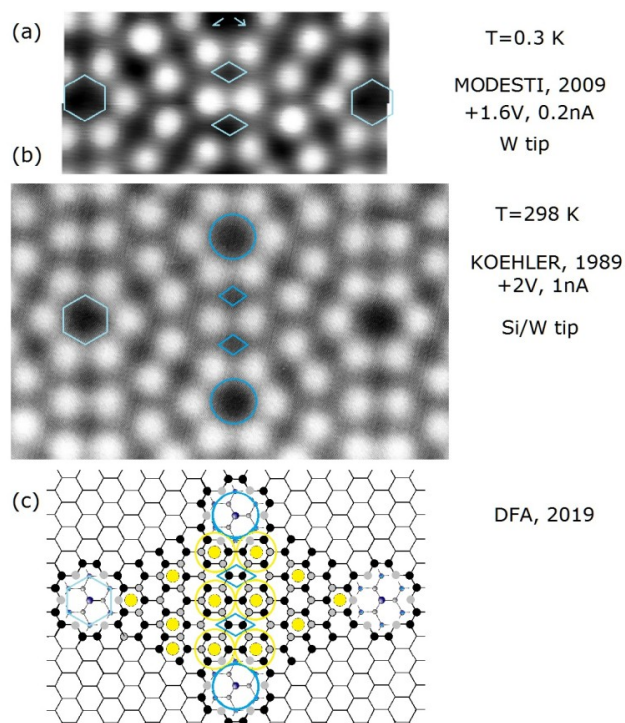 (a)
T=0.3 K
MODESTI, 2009
+1.6V, 0.2nA
W tip
(b)
T=298 K
KOEHLER, 1989
+2V, 1nA
Si/W tip
(c)
DFA, 2019